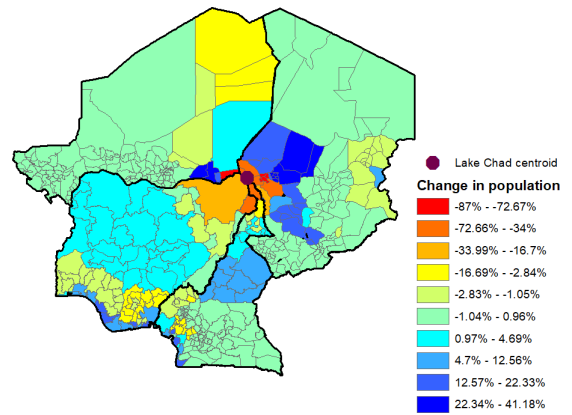 Lake Chad centroid
Change in population
-87% - -72.67%
-72.66% - -34%
-33.99% - -16.7%
-16.69% - -2.84%
-2.83% - -1.05%
-1.04% - 0.96%
0.97% - 4.69%
4.7% - 12.56%
12.57% - 22.33%
22.34% - 41.18%